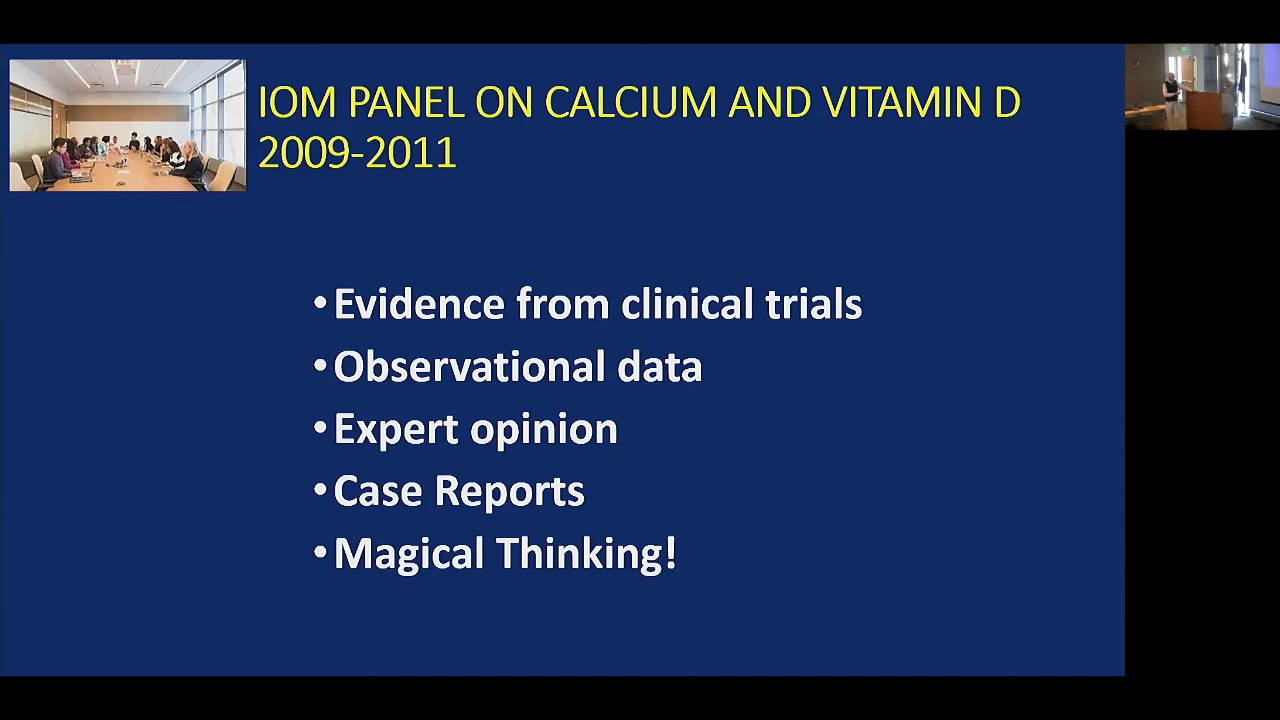 IOM PANEL ON CALCIUM AND VITAMIN D
2009-2011
•Evidence from clinical trials
•Observational data
•Expert opinion
•Case Reports
•Magical Thinking!